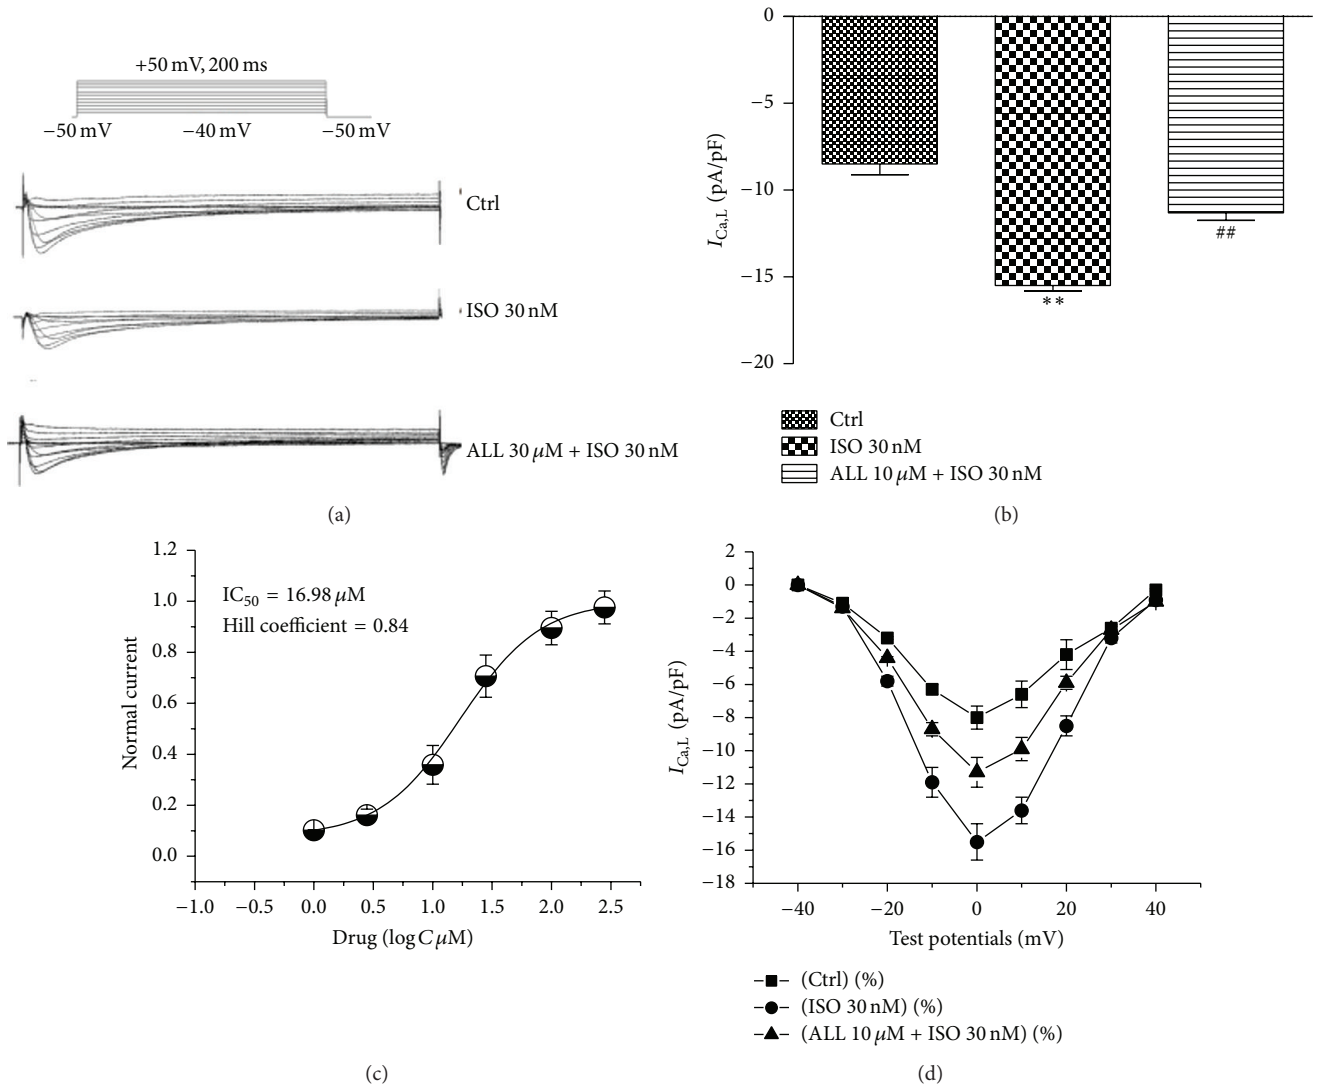 +50 mV, 200 ms
−50 mV −40 mV −50 mV
Ctrl
ISO 30 nM
ALL 30 μM + ISO 30 nM
(a)
0
−5
−10
−15
−20
I_Ca,L (pA/pF)
**
##
Ctrl
ISO 30 nM
ALL 10 μM + ISO 30 nM
(b)
1.2
1.0
0.8
0.6
0.4
0.2
0.0
Normal current
IC50 = 16.98 μM
Hill coefficient = 0.84
−1.0 −0.5 0.0 0.5 1.0 1.5 2.0 2.5
Drug (log C μM)
(c)
2
0
−2
−4
−6
−8
−10
−12
−14
−16
−18
I_Ca,L (pA/pF)
−40 −20 0 20 40
Test potentials (mV)
(Ctrl) (%)
(ISO 30 nM) (%)
(ALL 10 μM + ISO 30 nM) (%)
(d)